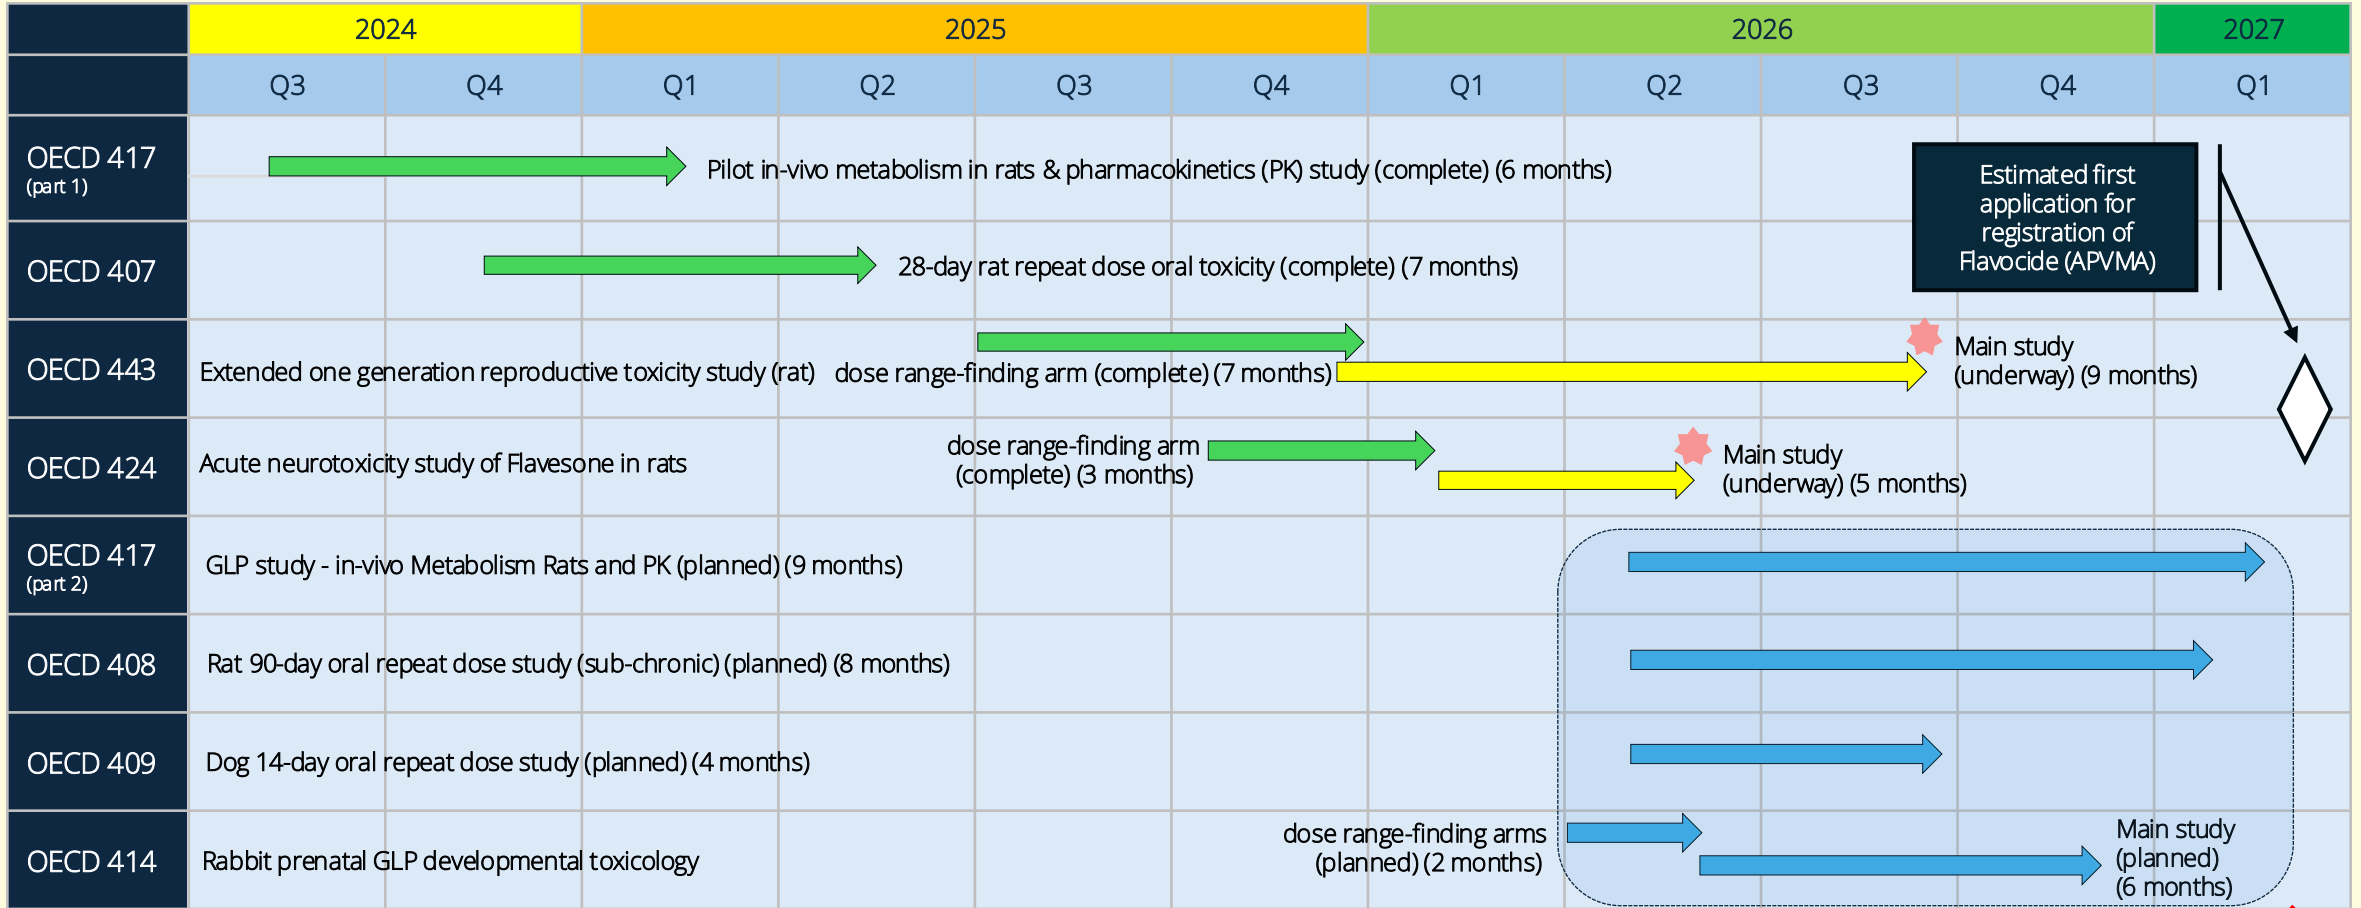 2024 2025 2026 2027
Q3 Q4 Q1 Q2 Q3 Q4 Q1 Q2 Q3 Q4 Q1
OECD 417
(part 1)
Pilot in-vivo metabolism in rats & pharmacokinetics (PK) study (complete) (6 months)
Estimated first
application for
registration of
Flavocide (APVMA)
OECD 407
28-day rat repeat dose oral toxicity (complete) (7 months)
OECD 443
Extended one generation reproductive toxicity study (rat)
dose range-finding arm (complete) (7 months)
Main study
(underway) (9 months)
OECD 424
Acute neurotoxicity study of Flavesone in rats
dose range-finding arm
(complete) (3 months)
Main study
(underway) (5 months)
OECD 417
(part 2)
GLP study - in-vivo Metabolism Rats and PK (planned) (9 months)
OECD 408
Rat 90-day oral repeat dose study (sub-chronic) (planned) (8 months)
OECD 409
Dog 14-day oral repeat dose study (planned) (4 months)
OECD 414
Rabbit prenatal GLP developmental toxicology
dose range-finding arms
(planned) (2 months)
Main study
(planned)
(6 months)